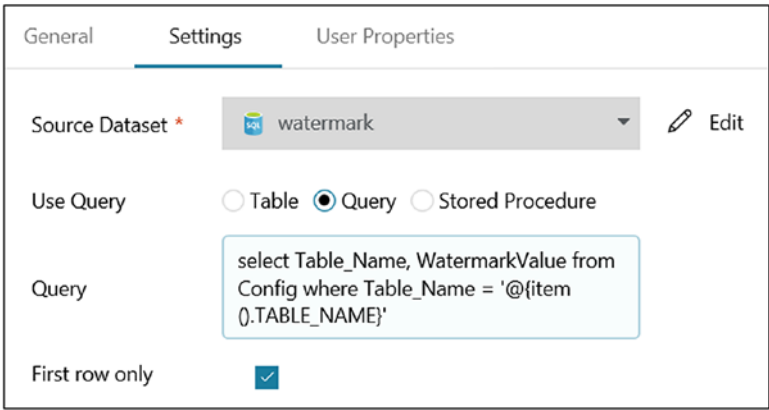 General Settings User Properties
Source Dataset * SQL watermark Edit
Use Query Table Query Stored Procedure
Query
select Table_Name, WatermarkValue from
Config where Table_Name = '@{item
().TABLE_NAME}'
First row only